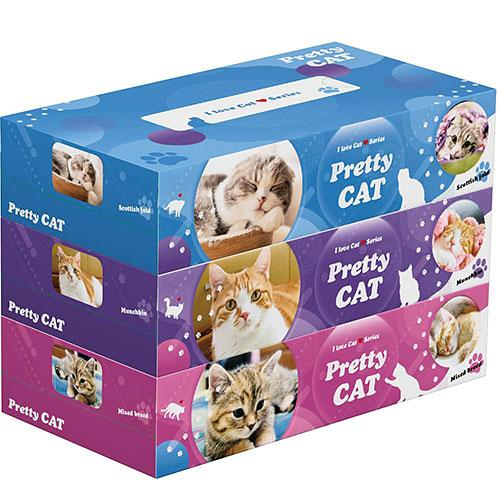 Pretty
CAT
I love Cat ♥ Series
I love Cat ♥ Series
Pretty
CAT
Scottish fold
Scottish fold
Pretty CAT
I love Cat ♥ Series
Pretty
CAT
Munchkin
Munchkin
Pretty CAT
I love Cat ♥ Series
Pretty
CAT
Mixed breed
Mixed breed
Pretty CAT